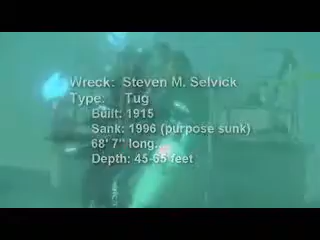 Wreck: Steven M. Selvick
Type: Tug
Built: 1915
Sank: 1996 (purpose sunk)
68' 7" long.
Depth: 45-65 feet